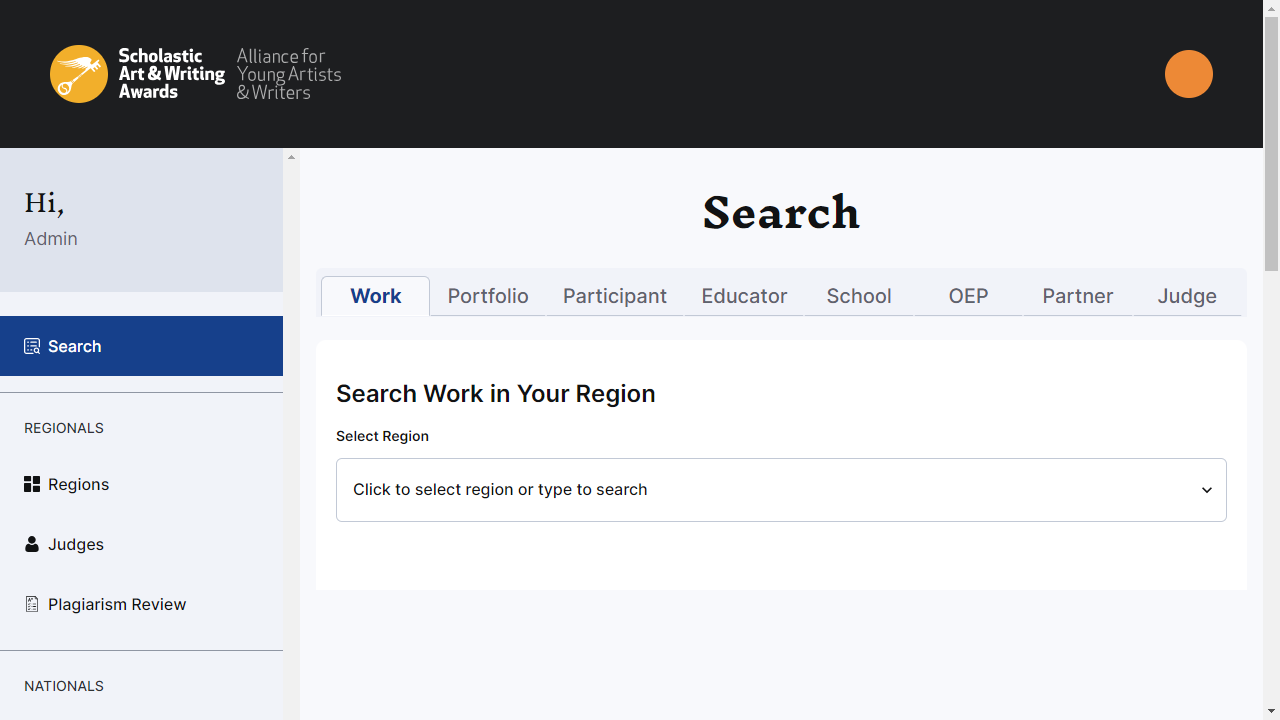 Scholastic
Art & Writing
Awards
Alliance for
Young Artists
& Writers
Hi,
Admin
Search
REGIONALS
Regions
Judges
Plagiarism Review
NATIONALS
Search
Work Portfolio Participant Educator School OEP Partner Judge
Search Work in Your Region
Select Region
Click to select region or type to search